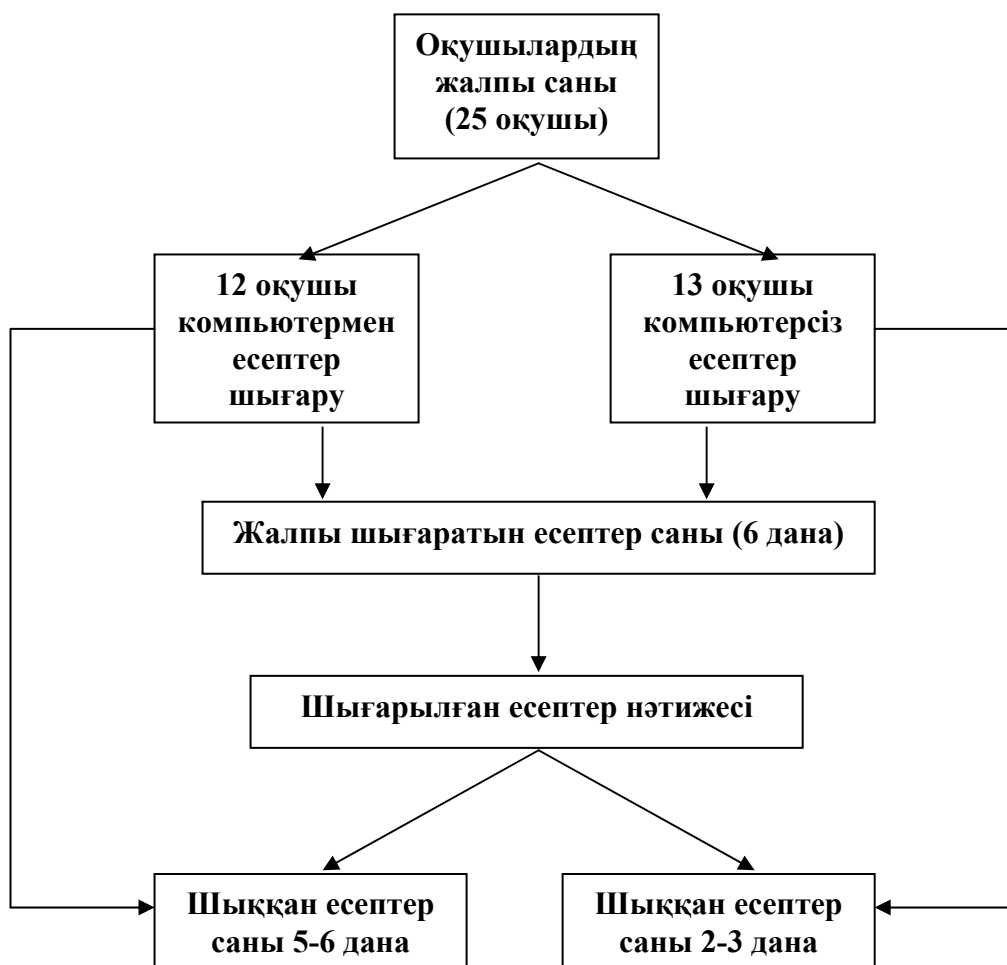 Оқушылардың
жалпы саны
(25 оқушы)
12 оқушы
компьютермен
есептер
шығару
13 оқушы
компьютерсіз
есептер
шығару
Жалпы шығаратын есептер саны (6 дана)
Шығарылған есептер нәтижесі
Шыққан есептер
саны 5-6 дана
Шыққан есептер
саны 2-3 дана